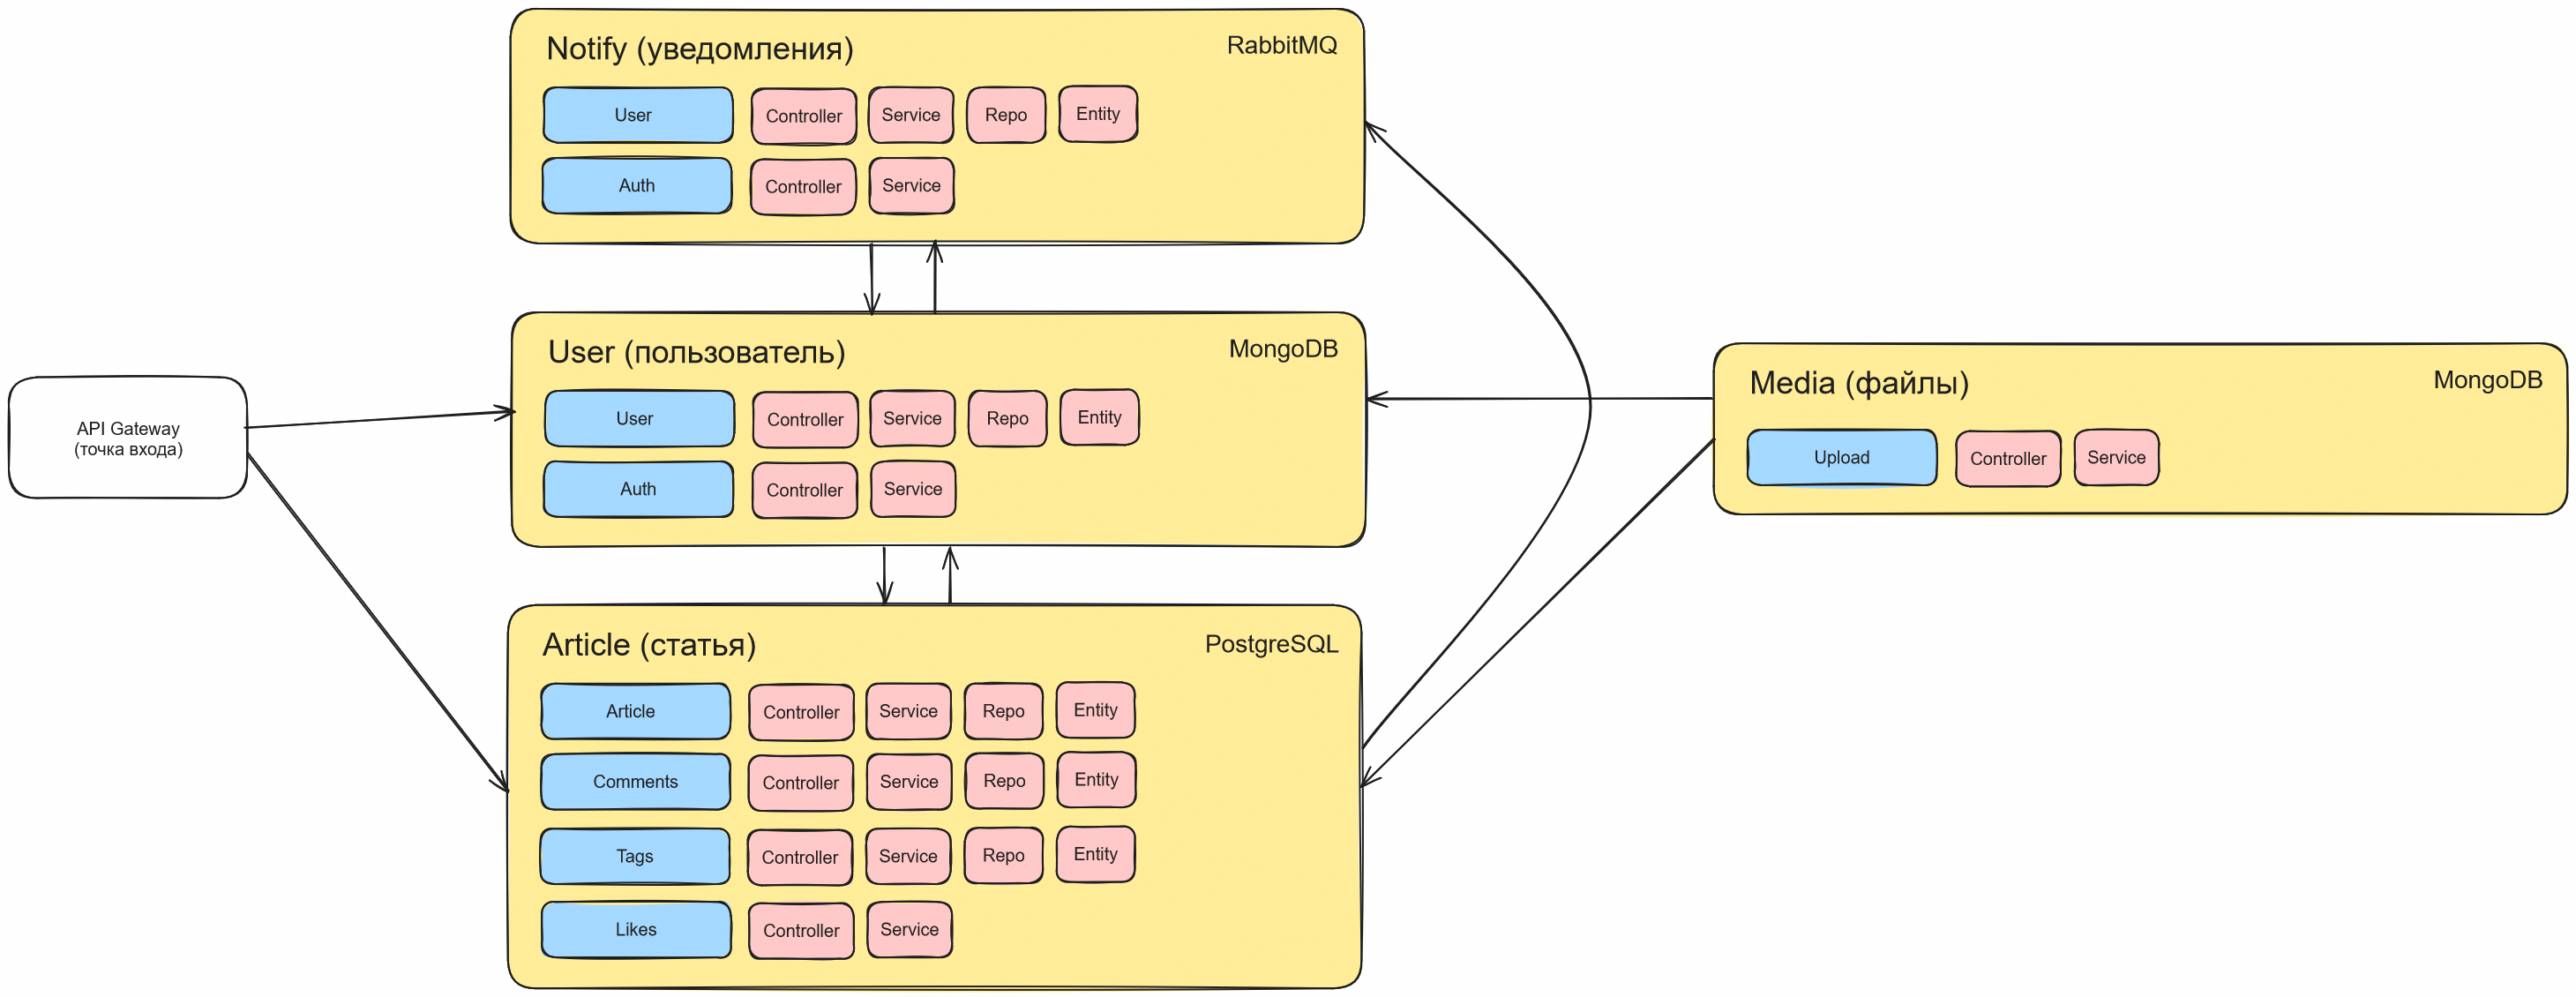 Notify (уведомления)
RabbitMQ
User
Controller
Service
Repo
Entity
Auth
Controller
Service
User (пользователь)
MongoDB
User
Controller
Service
Repo
Entity
Auth
Controller
Service
API Gateway
(точка входа)
Media (файлы)
MongoDB
Upload
Controller
Service
Article (статья)
PostgreSQL
Article
Controller
Service
Repo
Entity
Comments
Controller
Service
Repo
Entity
Tags
Controller
Service
Repo
Entity
Likes
Controller
Service